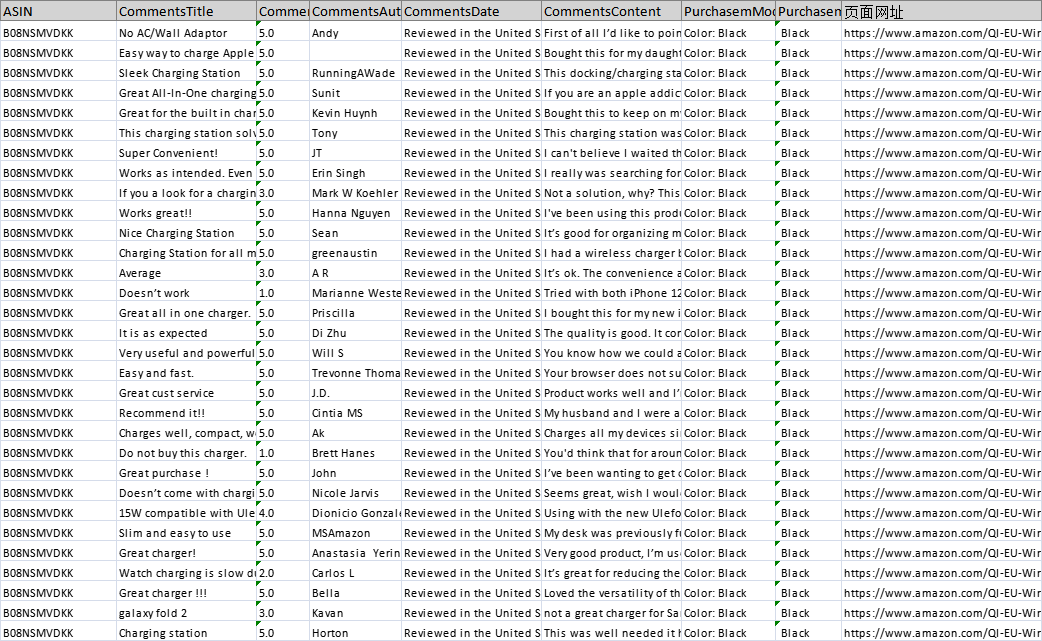 ASIN CommentsTitle Commer CommentsAut CommentsDate CommentsContent PurchasemMod Purchasen 页面网址
B08NSMVDKK No AC/Wall Adaptor 5.0 Andy Reviewed in the United S First of all I'd like to poin Color: Black Black https://www.amazon.com/QI-EU-Wir
B08NSMVDKK Easy way to charge Apple 5.0 Reviewed in the United S Bought this for my daught Color: Black Black https://www.amazon.com/QI-EU-Wir
B08NSMVDKK Sleek Charging Station 5.0 RunningAWade Reviewed in the United S This docking/charging sta Color: Black Black https://www.amazon.com/QI-EU-Wir
B08NSMVDKK Great All-In-One charging 5.0 Sunit Reviewed in the United S If you are an apple addic Color: Black Black https://www.amazon.com/QI-EU-Wir
B08NSMVDKK Great for the built in char 5.0 Kevin Huynh Reviewed in the United S Bought this to keep on my Color: Black Black https://www.amazon.com/QI-EU-Wir
B08NSMVDKK This charging station solv 5.0 Tony Reviewed in the United S This charging station was Color: Black Black https://www.amazon.com/QI-EU-Wir
B08NSMVDKK Super Convenient! 5.0 JT Reviewed in the United S I can't believe I waited th Color: Black Black https://www.amazon.com/QI-EU-Wir
B08NSMVDKK Works as intended. Even 5.0 Erin Singh Reviewed in the United S I really was searching for Color: Black Black https://www.amazon.com/QI-EU-Wir
B08NSMVDKK If you a look for a chargin 3.0 Mark W Koehler Reviewed in the United S Not a solution, why? This Color: Black Black https://www.amazon.com/QI-EU-Wir
B08NSMVDKK Works great!! 5.0 Hanna Nguyen Reviewed in the United S I've been using this prod Color: Black Black https://www.amazon.com/QI-EU-Wir
B08NSMVDKK Nice Charging Station 5.0 Sean Reviewed in the United S It's good for organizing m Color: Black Black https://www.amazon.com/QI-EU-Wir
B08NSMVDKK Charging Station for all m 5.0 greenaustin Reviewed in the United S I had a wireless charger b Color: Black Black https://www.amazon.com/QI-EU-Wir
B08NSMVDKK Average 3.0 A R Reviewed in the United S It's ok. The convenience a Color: Black Black https://www.amazon.com/QI-EU-Wir
B08NSMVDKK Doesn't work 1.0 Marianne Weste Reviewed in the United S Tried with both iPhone 12 Color: Black Black https://www.amazon.com/QI-EU-Wir
B08NSMVDKK Great all in one charger. 5.0 Priscilla Reviewed in the United S I bought this for my new i Color: Black Black https://www.amazon.com/QI-EU-Wir
B08NSMVDKK It is as expected 5.0 Di Zhu Reviewed in the United S The quality is good. It cor Color: Black Black https://www.amazon.com/QI-EU-Wir
B08NSMVDKK Very useful and powerful 5.0 Will S Reviewed in the United S You know how we could a Color: Black Black https://www.amazon.com/QI-EU-Wir
B08NSMVDKK Easy and fast. 5.0 Trevonne Thoma Reviewed in the United S Your browser does not su Color: Black Black https://www.amazon.com/QI-EU-Wir
B08NSMVDKK Great cust service 5.0 J.D. Reviewed in the United S Product works well and I' Color: Black Black https://www.amazon.com/QI-EU-Wir
B08NSMVDKK Recommend it!! 5.0 Cintia MS Reviewed in the United S My husband and I were a Color: Black Black https://www.amazon.com/QI-EU-Wir
B08NSMVDKK Charges well, compact, w 5.0 Ak Reviewed in the United S Charges all my devices si Color: Black Black https://www.amazon.com/QI-EU-Wir
B08NSMVDKK Do not buy this charger. 1.0 Brett Hanes Reviewed in the United S You'd think that for aroun Color: Black Black https://www.amazon.com/QI-EU-Wir
B08NSMVDKK Great purchase ! 5.0 John Reviewed in the United S I've been wanting to get Color: Black Black https://www.amazon.com/QI-EU-Wir
B08NSMVDKK Doesn't come with chargi 5.0 Nicole Jarvis Reviewed in the United S Seems great, wish I woul Color: Black Black https://www.amazon.com/QI-EU-Wir
B08NSMVDKK 15W compatible with Ule 4.0 Dionicio Gonzale Reviewed in the United S Using with the new Ulefo Color: Black Black https://www.amazon.com/QI-EU-Wir
B08NSMVDKK Slim and easy to use 5.0 MSAmazon Reviewed in the United S My desk was previously f Color: Black Black https://www.amazon.com/QI-EU-Wir
B08NSMVDKK Great charger! 5.0 Anastasia Yerin Reviewed in the United S Very good product, I'm us Color: Black Black https://www.amazon.com/QI-EU-Wir
B08NSMVDKK Watch charging is slow d 2.0 Carlos L Reviewed in the United S It's great for reducing the Color: Black Black https://www.amazon.com/QI-EU-Wir
B08NSMVDKK Great charger !!! 5.0 Bella Reviewed in the United S Loved the versatility of th Color: Black Black https://www.amazon.com/QI-EU-Wir
B08NSMVDKK galaxy fold 2 3.0 Kavan Reviewed in the United S not a great charger for Sa Color: Black Black https://www.amazon.com/QI-EU-Wir
B08NSMVDKK Charging station 5.0 Horton Reviewed in the United S This was well needed it h Color: Black Black https://www.amazon.com/QI-EU-Wir